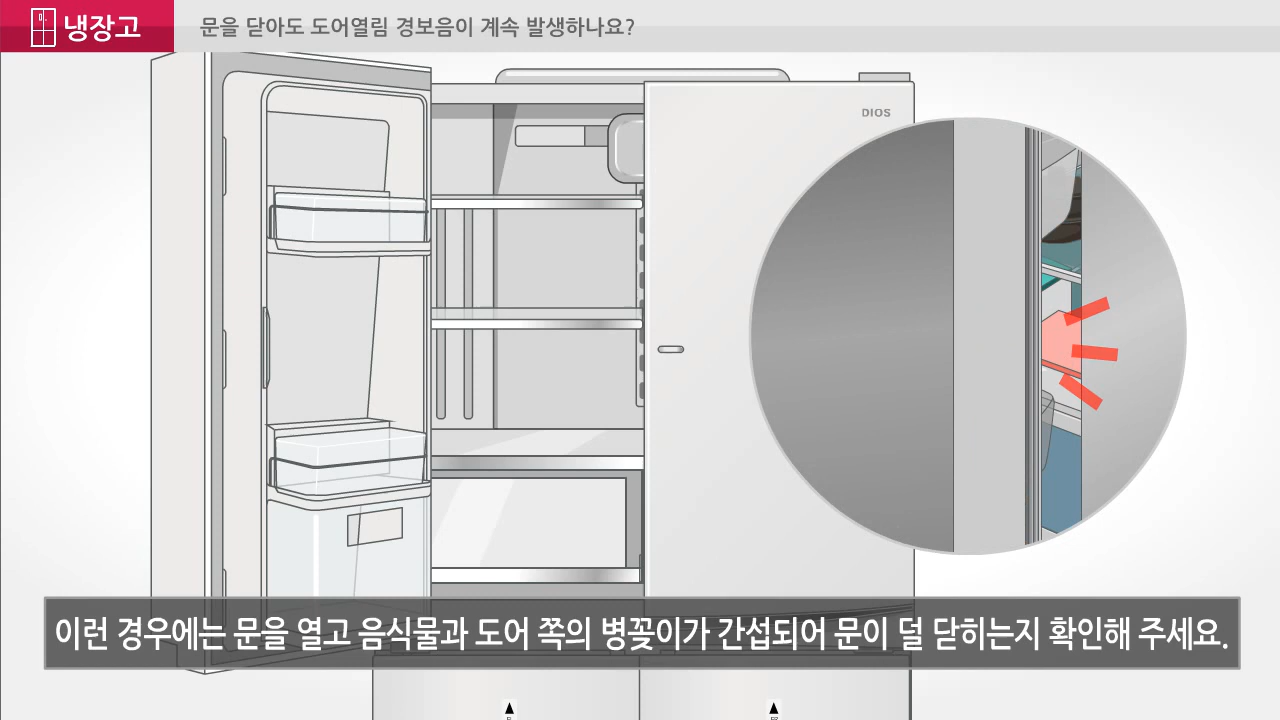 냉장고
문을 닫아도 도어열림 경보음이 계속 발생하나요?
DIOS
이런 경우에는 문을 열고 음식물과 도어 쪽의 병꽂이가 간섭되어 문이 덜 닫히는지 확인해 주세요.